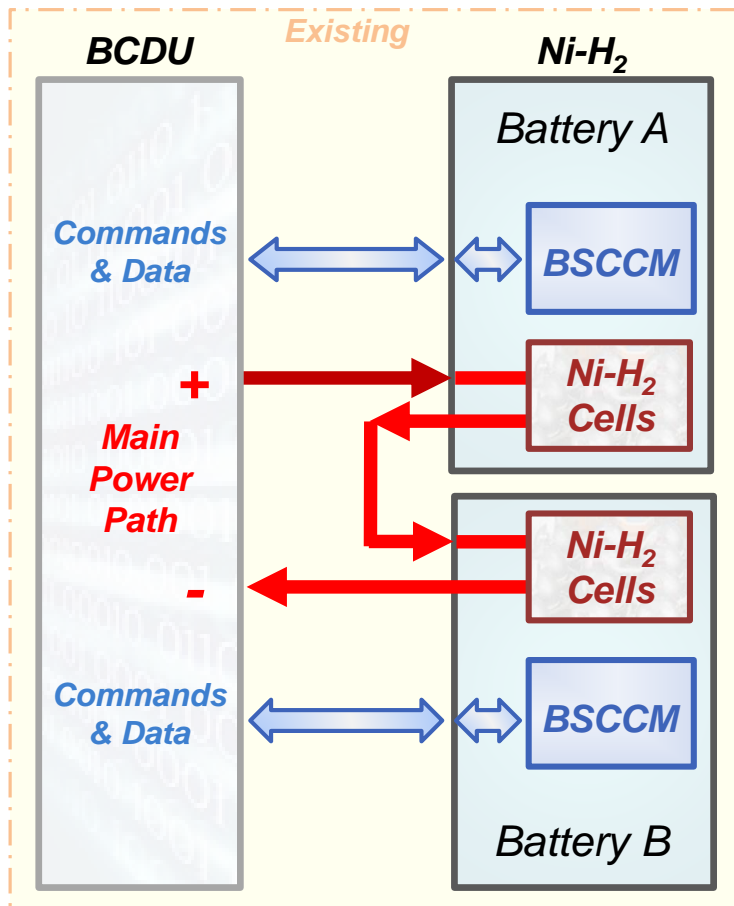 Existing
BCDU
Ni-H₂
Battery A
Commands
& Data
BSCCM
+
Main
Power
Path
-
Ni-H₂
Cells
Ni-H₂
Cells
Commands
& Data
BSCCM
Battery B